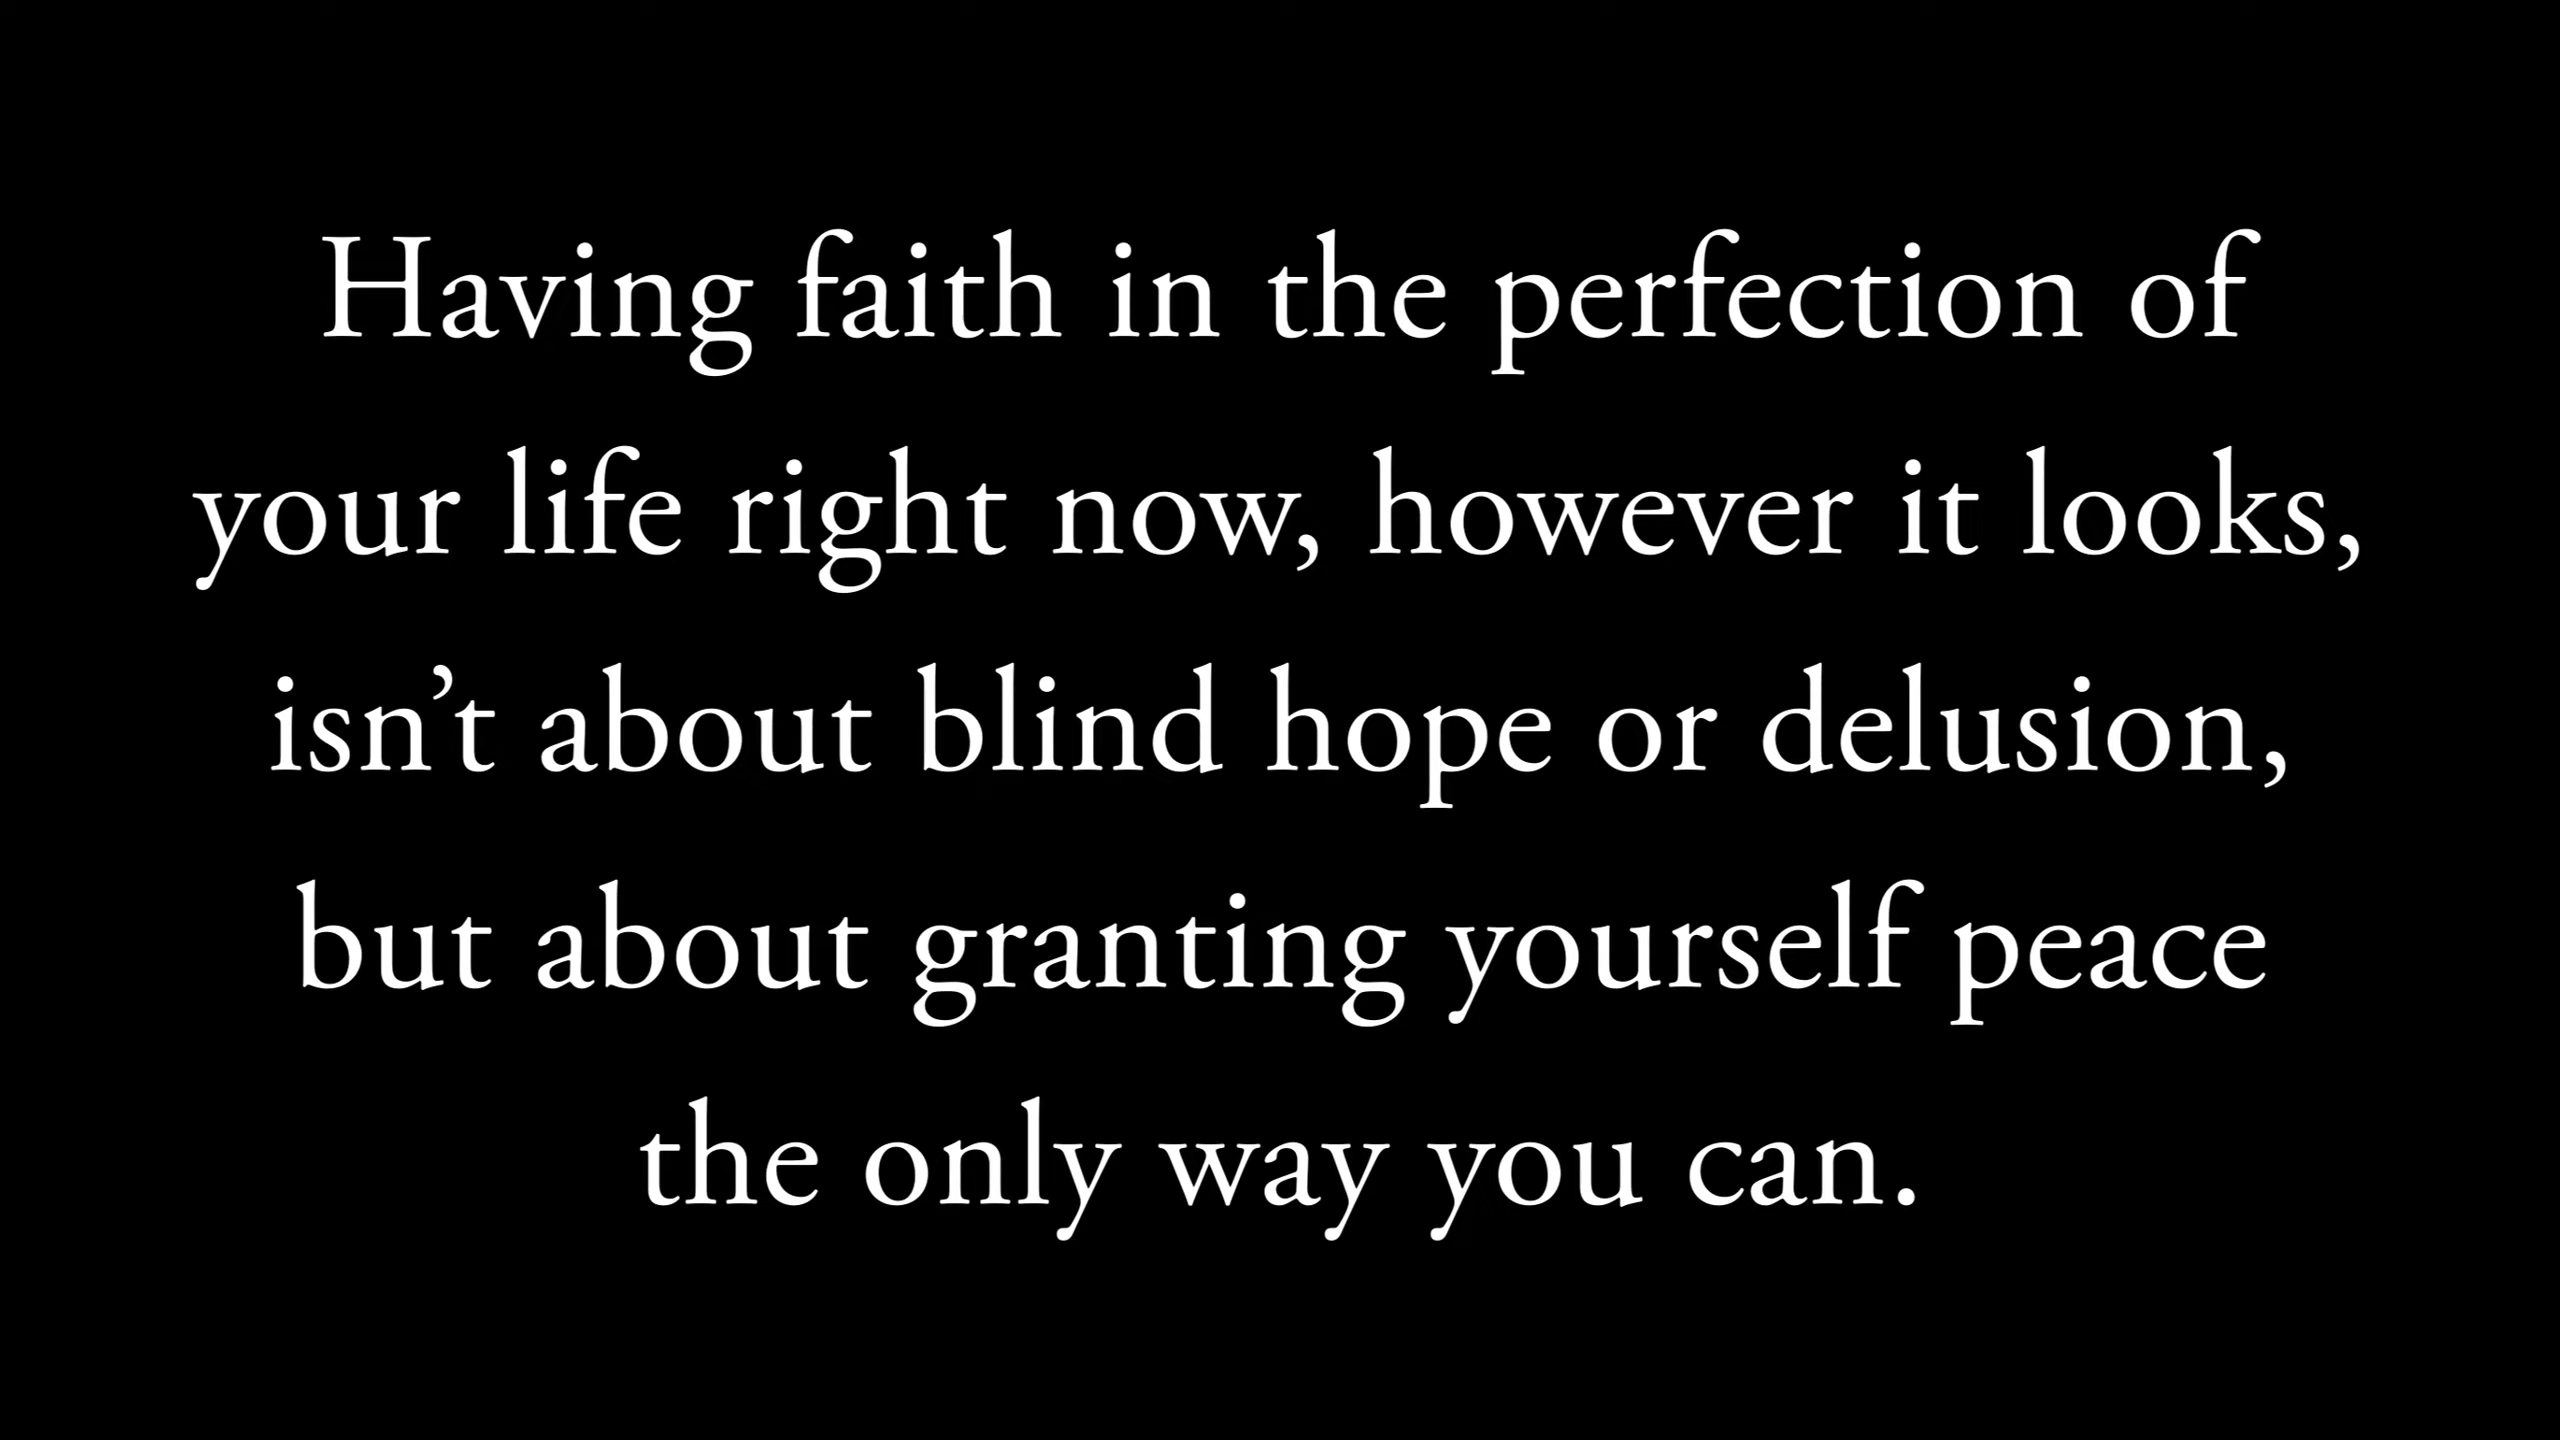 Having faith in the perfection of
your life right now, however it looks,
isn’t about blind hope or delusion,
but about granting yourself peace
the only way you can.